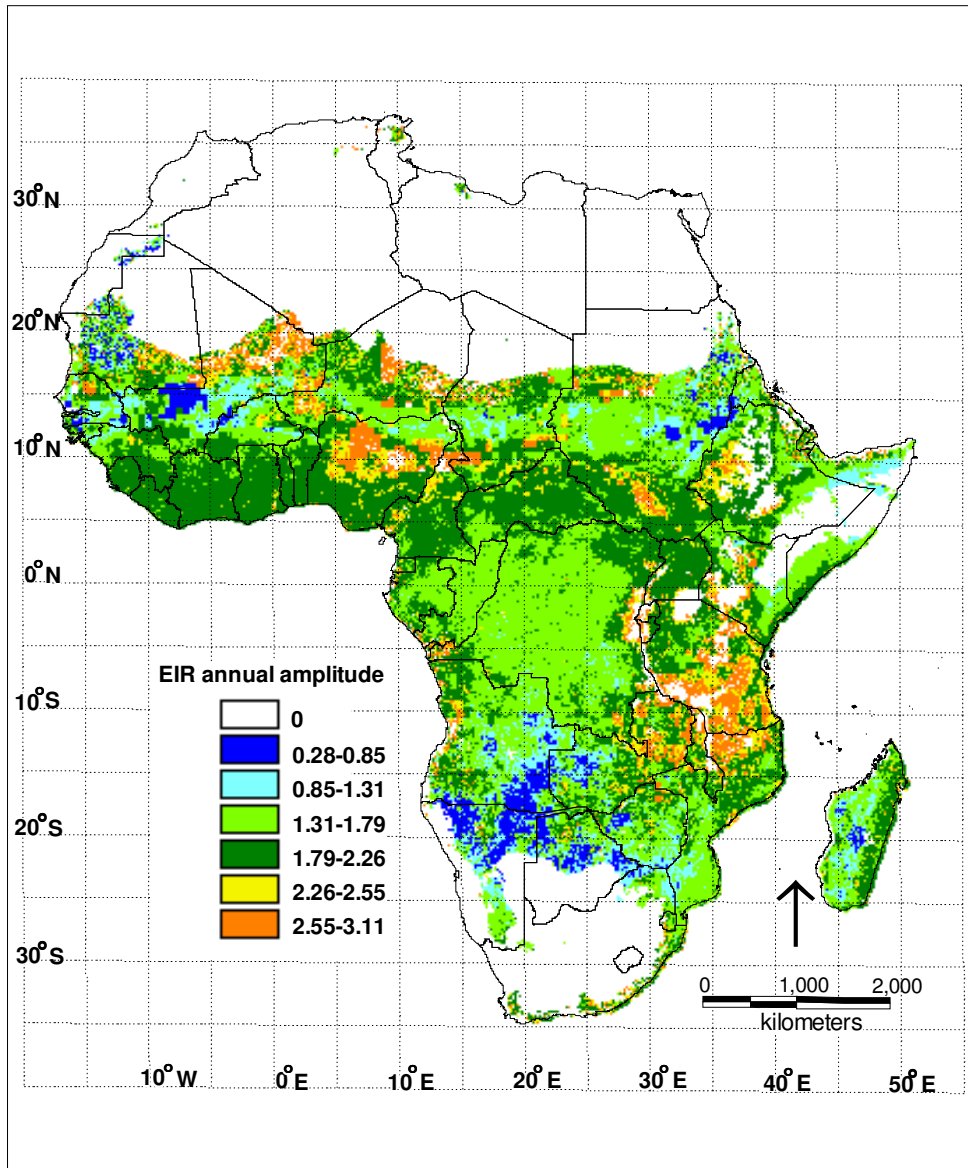 30°N
20°N
10°N
0°N
EIR annual amplitude
0
0.28-0.85
0.85-1.31
1.31-1.79
1.79-2.26
2.26-2.55
2.55-3.11
10°S
20°S
30°S
0 1,000 2,000
kilometers
10°W 0°E 10°E 20°E 30°E 40°E 50°E